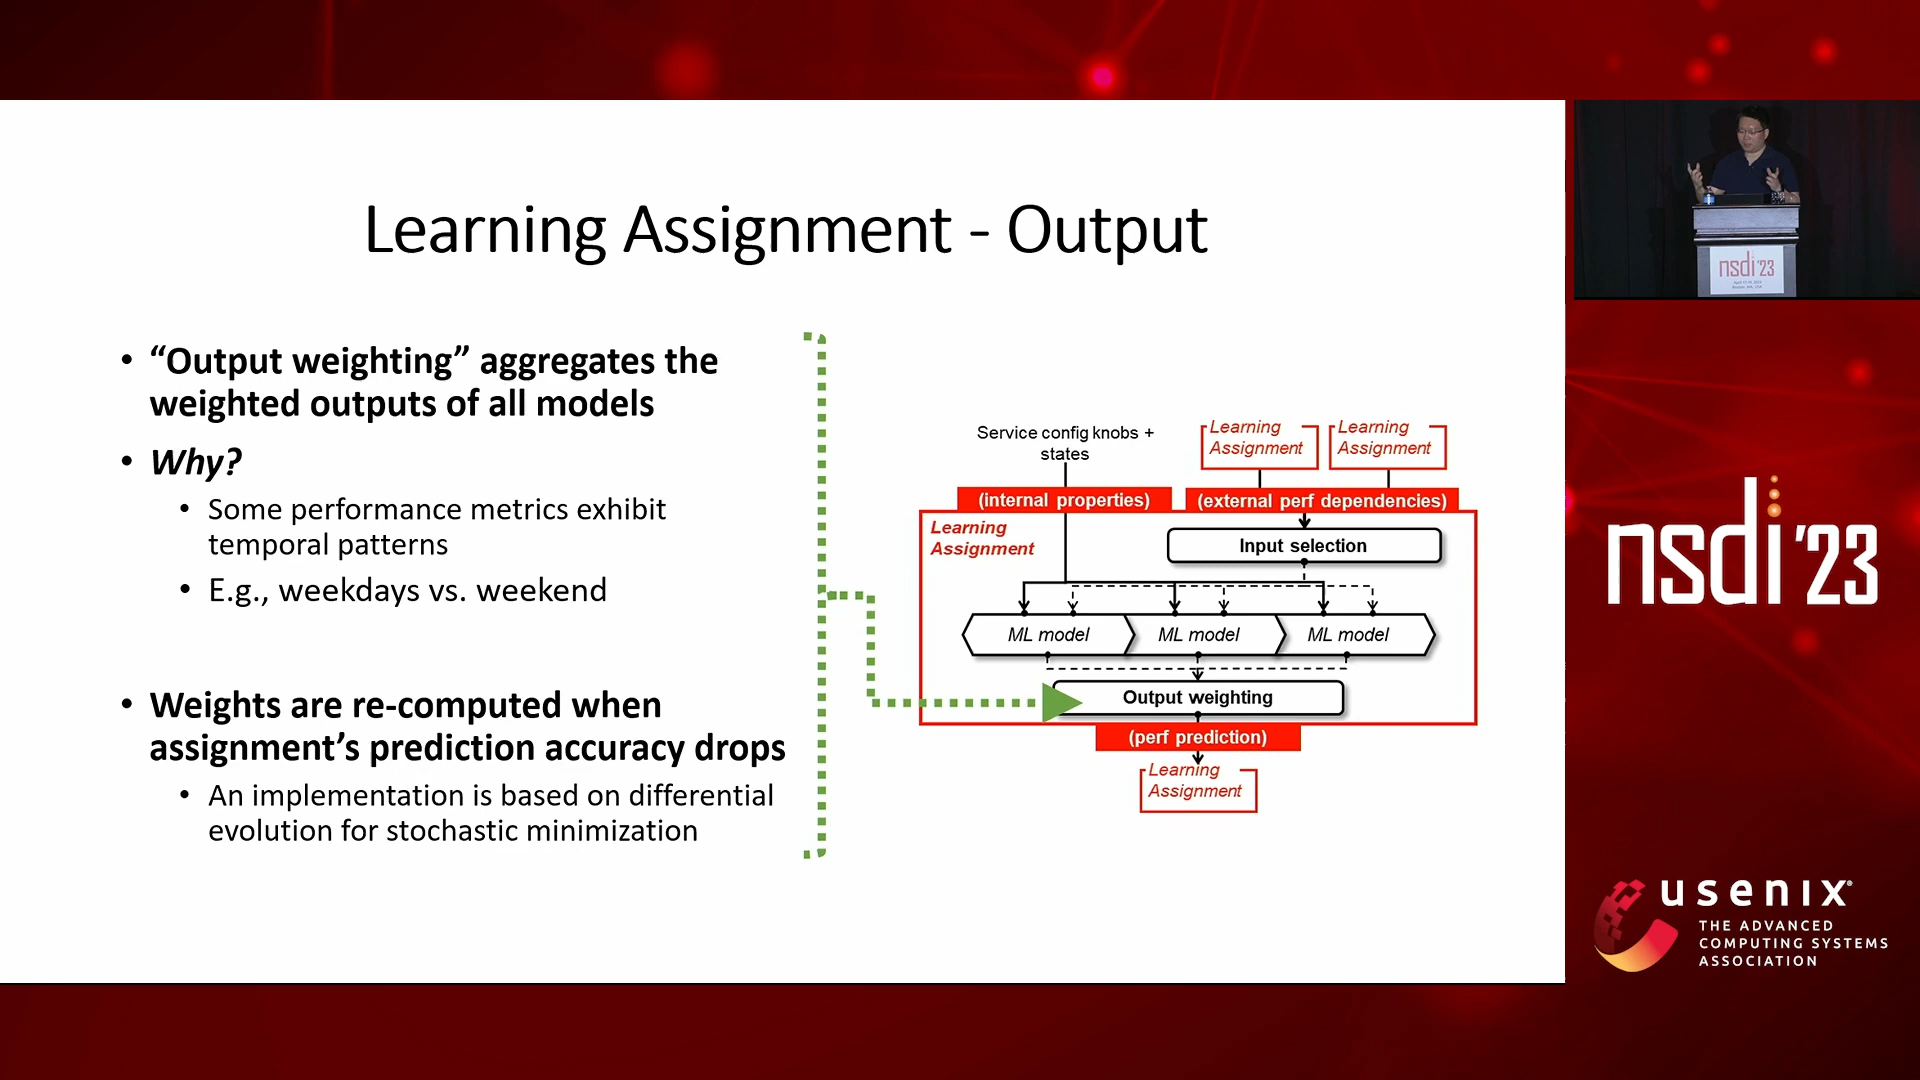 Learning Assignment - Output
• “Output weighting” aggregates the
weighted outputs of all models
• Why?
• Some performance metrics exhibit
temporal patterns
• E.g., weekdays vs. weekend
• Weights are re-computed when
assignment’s prediction accuracy drops
• An implementation is based on differential
evolution for stochastic minimization
Service config knobs +
states
Learning
Assignment
Learning
Assignment
(internal properties)
(external perf dependencies)
Learning
Assignment
Input selection
ML model
ML model
ML model
Output weighting
(perf prediction)
Learning
Assignment
nsdi '23
nsdi '23
usenix®
THE ADVANCED
COMPUTING SYSTEMS
ASSOCIATION